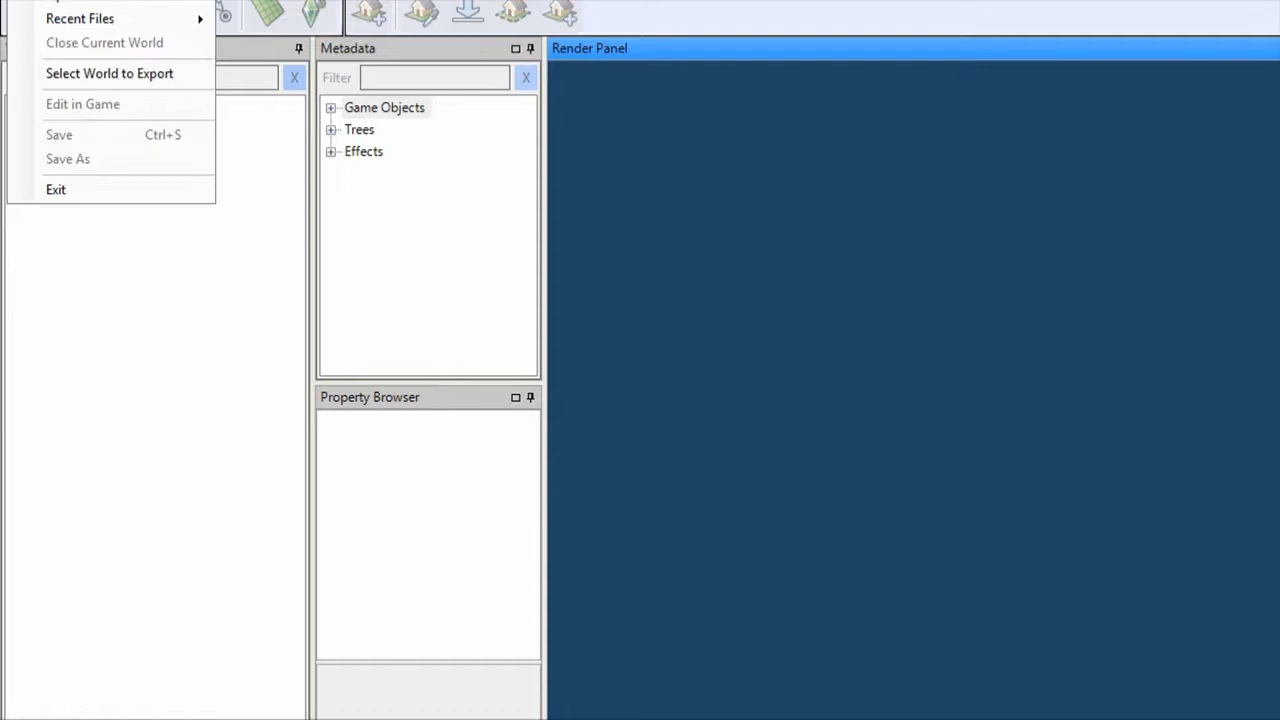 Recent Files
Close Current World
Select World to Export
Edit in Game
Save Ctrl+S
Save As
Exit
X
Metadata
Filter X
Game Objects
Trees
Effects
Property Browser
Render Panel